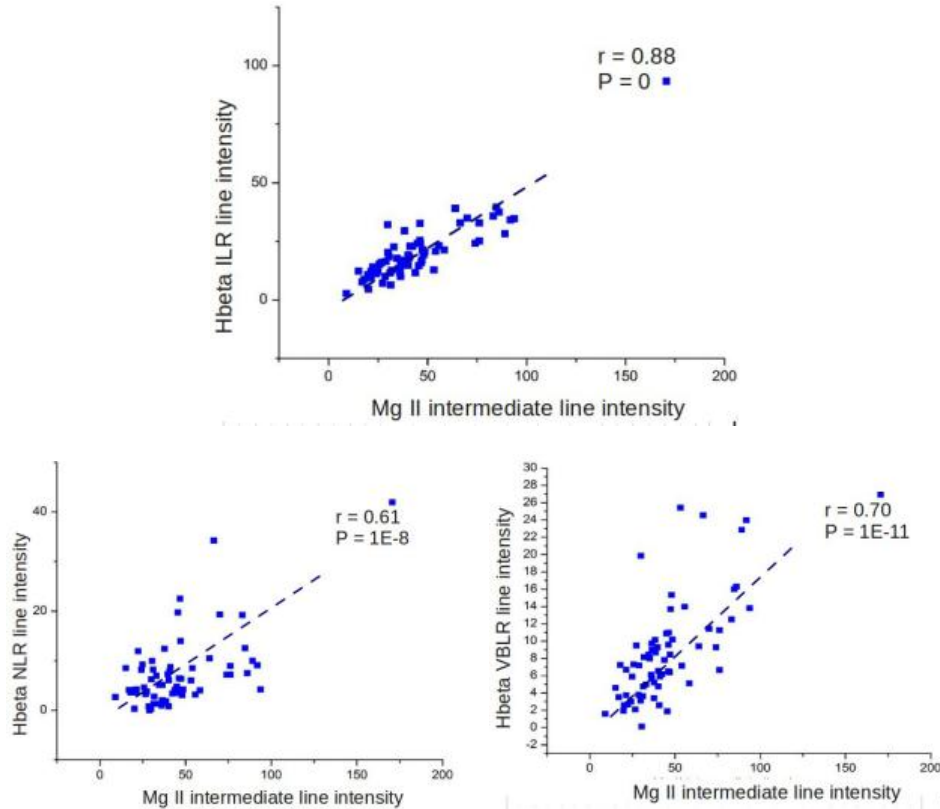 r = 0.88
P = 0
100
50
0
Hbeta ILR line intensity
0 50 100 150 200
Mg II intermediate line intensity
r = 0.61
P = 1E-8
40
20
0
Hbeta NLR line intensity
0 50 100 150 200
Mg II intermediate line intensity
r = 0.70
P = 1E-11
30
28
26
24
22
20
18
16
14
12
10
8
6
4
2
0
-2
Hbeta VBLR line intensity
0 50 100 150 200
Mg II intermediate line intensity